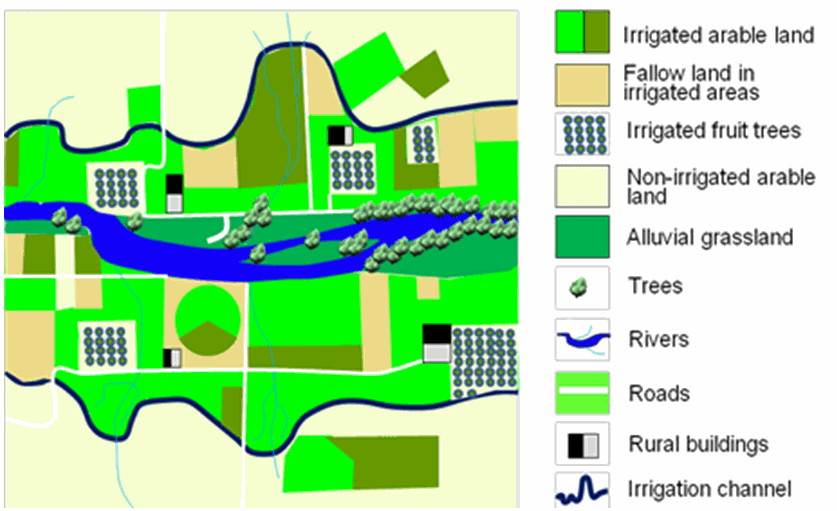 Irrigated arable land
Fallow land in
irrigated areas
Irrigated fruit trees
Non-irrigated arable
land
Alluvial grassland
Trees
Rivers
Roads
Rural buildings
Irrigation channel